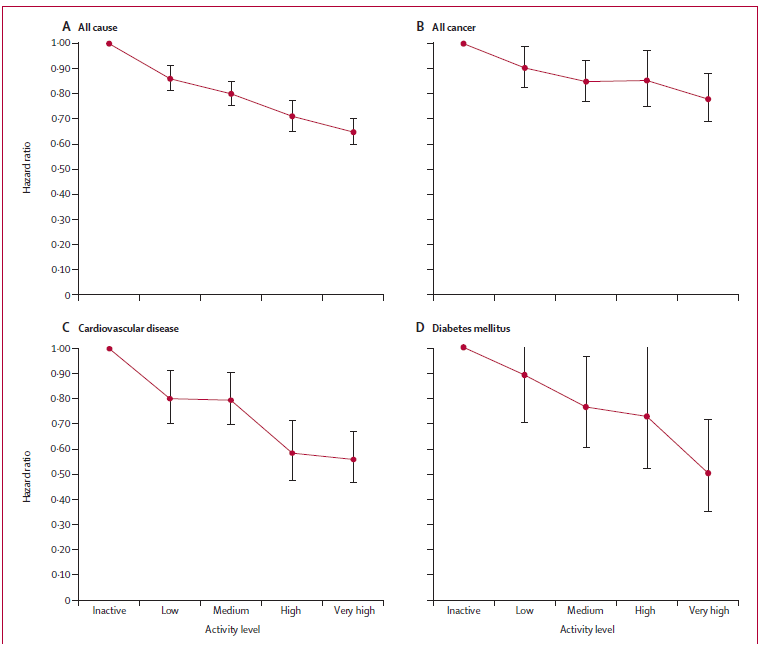 A All cause
1·00
0·90
0·80
0·70
0·60
0·50
0·40
0·30
0·20
0·10
0
Hazard ratio
B All cancer
C Cardiovascular disease
1·00
0·90
0·80
0·70
0·60
0·50
0·40
0·30
0·20
0·10
0
Hazard ratio
Inactive Low Medium High Very high
Activity level
D Diabetes mellitus
Inactive Low Medium High Very high
Activity level